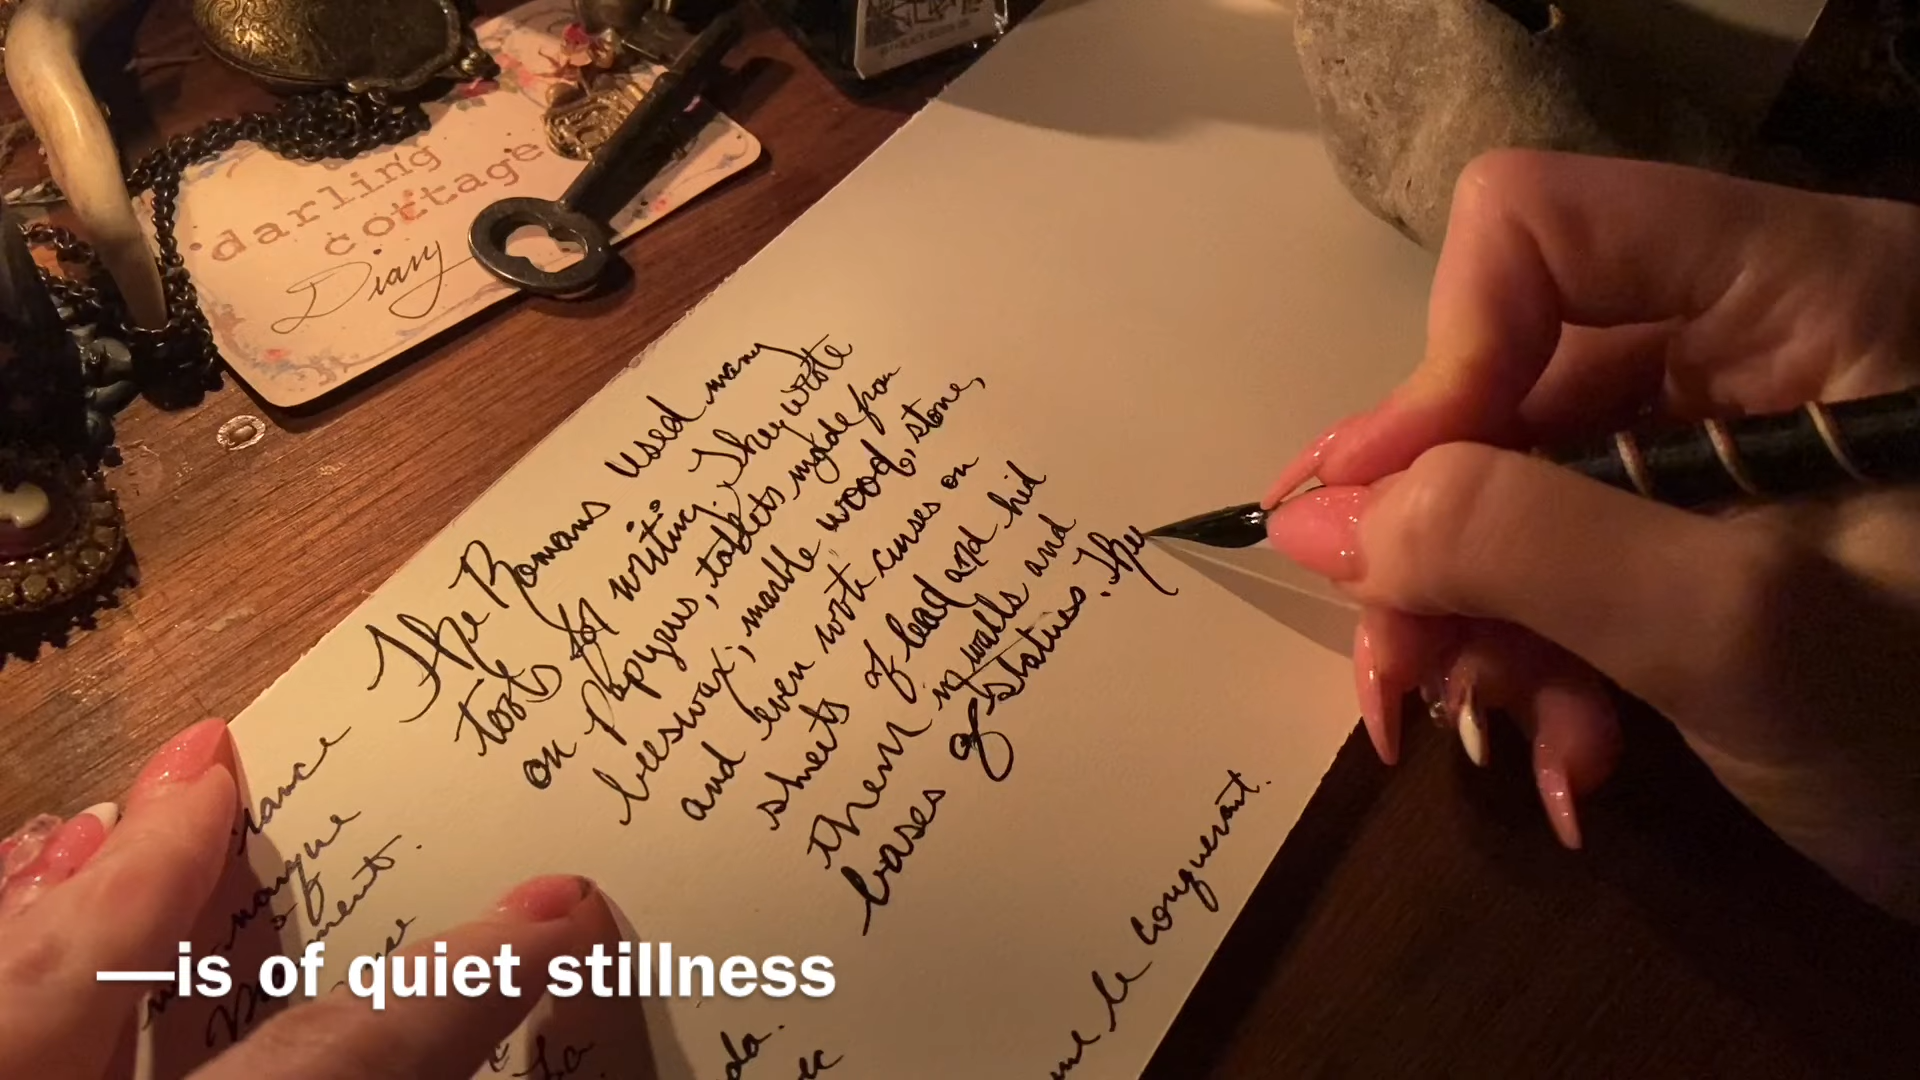 darling
cottage
Diary
The Romans used many
tools for writing. They wrote
on Papyrus, tablets made from
beeswax, marble wood, stone,
and even wrote curses on
sheets of lead and hid
them in walls and
bases of statues. The
le Conquerant.
—is of quiet stillness